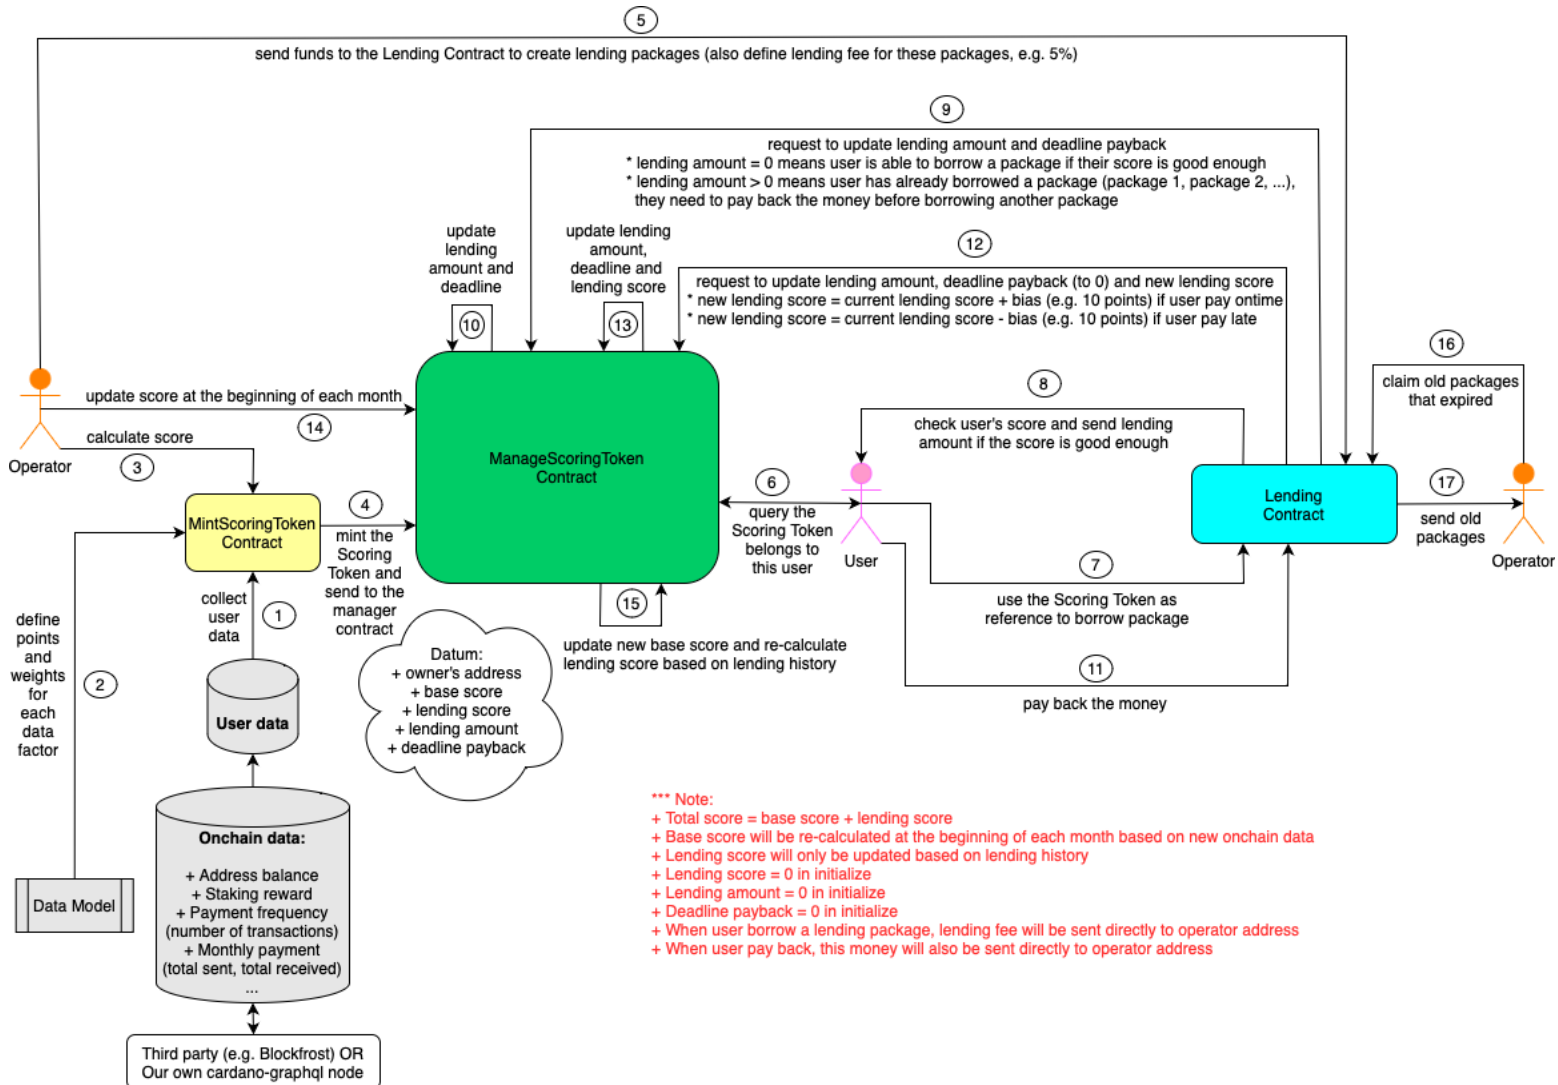 5
send funds to the Lending Contract to create lending packages (also define lending fee for these packages, e.g. 5%)
9
request to update lending amount and deadline payback
* lending amount = 0 means user is able to borrow a package if their score is good enough
* lending amount > 0 means user has already borrowed a package (package 1, package 2, ...),
they need to pay back the money before borrowing another package
update
lending
amount and
deadline
10
update lending
amount,
deadline and
lending score
13
12
request to update lending amount, deadline payback (to 0) and new lending score
* new lending score = current lending score + bias (e.g. 10 points) if user pay ontime
* new lending score = current lending score - bias (e.g. 10 points) if user pay late
16
claim old packages
that expired
8
check user's score and send lending
amount if the score is good enough
update score at the beginning of each month
14
calculate score
3
Operator
ManageScoringToken
Contract
6
query the
Scoring Token
belongs to
this user
User
Lending
Contract
17
send old
packages
Operator
MintScoringToken
Contract
4
mint the
Scoring
Token and
send to the
manager
contract
7
use the Scoring Token as
reference to borrow package
collect
user
data
1
15
update new base score and re-calculate
lending score based on lending history
define
points
and
weights
for
each
data
factor
2
Datum:
+ owner's address
+ base score
+ lending score
+ lending amount
+ deadline payback
11
pay back the money
User data
*** Note:
+ Total score = base score + lending score
+ Base score will be re-calculated at the beginning of each month based on new onchain data
+ Lending score will only be updated based on lending history
+ Lending score = 0 in initialize
+ Lending amount = 0 in initialize
+ Deadline payback = 0 in initialize
+ When user borrow a lending package, lending fee will be sent directly to operator address
+ When user pay back, this money will also be sent directly to operator address
Onchain data:
+ Address balance
+ Staking reward
+ Payment frequency
(number of transactions)
+ Monthly payment
(total sent, total received)
...
Data Model
Third party (e.g. Blockfrost) OR
Our own cardano-graphql node